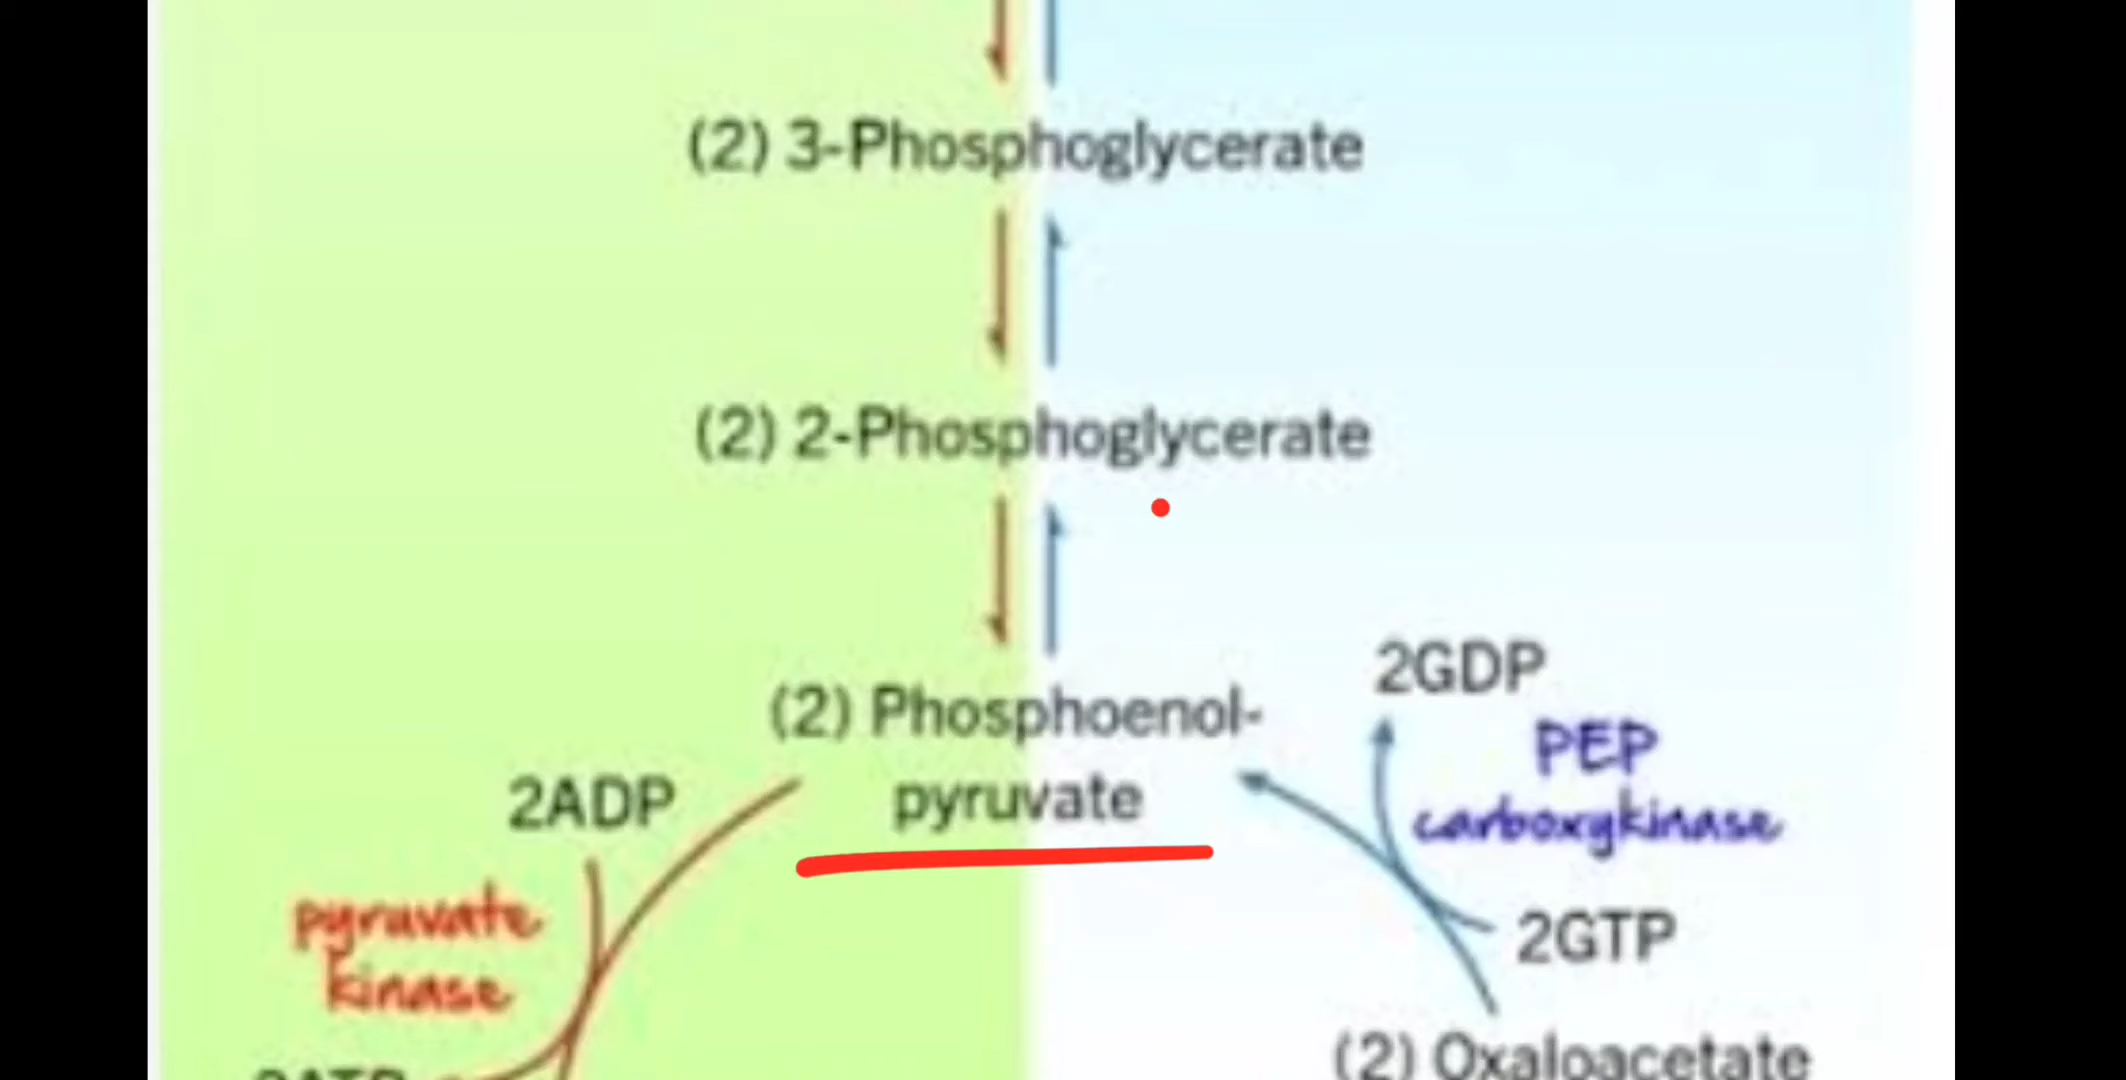 (2) 3-Phosphoglycerate
(2) 2-Phosphoglycerate
(2) Phosphoenol-
pyruvate
2GDP
PEP
carboxykinase
2ADP
pyruvate
kinase
2GTP
(2) Oxaloacetate